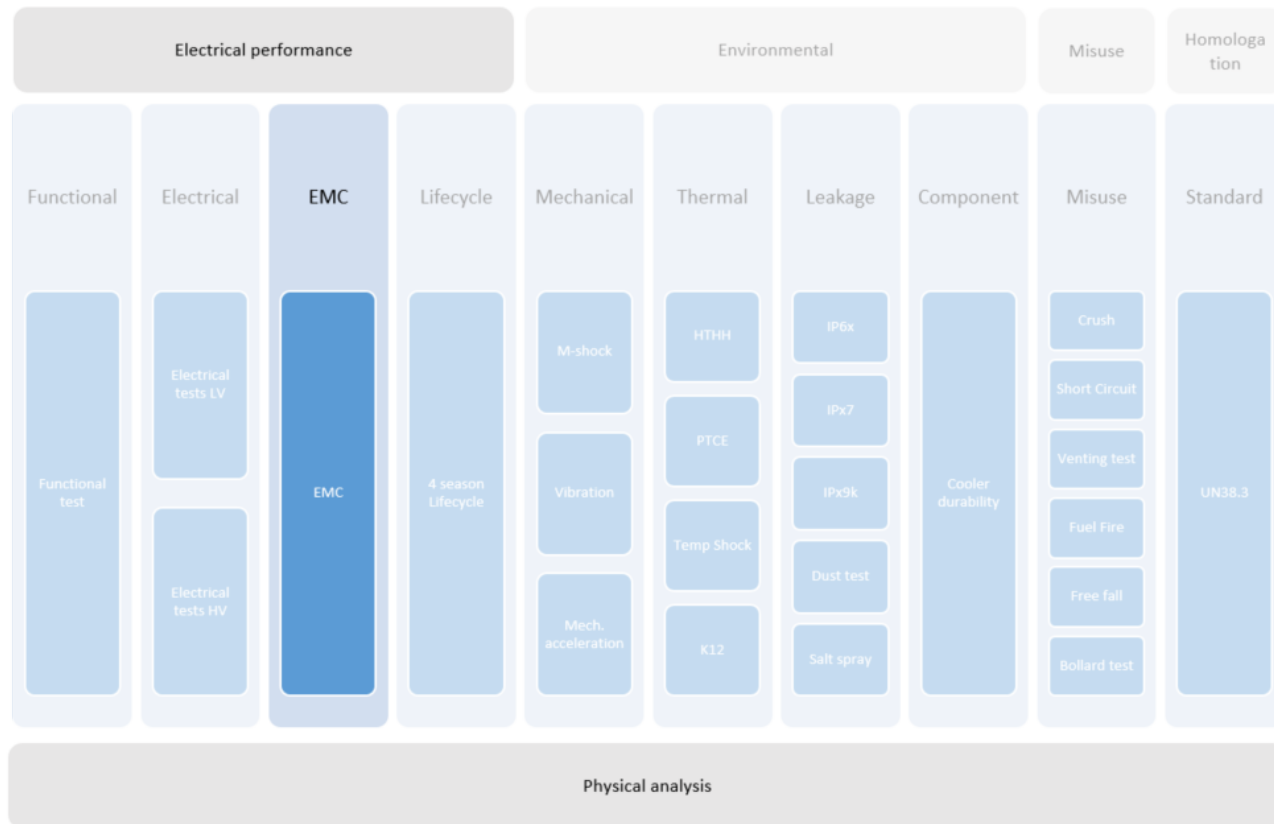 Electrical performance
Environmental
Misuse
Homologa
tion
Functional
Electrical
EMC
Lifecycle
Mechanical
Thermal
Leakage
Component
Misuse
Standard
Functional
test
Electrical
tests LV
Electrical
tests HV
EMC
4 season
Lifecycle
M-shock
Vibration
Mech.
acceleration
HTHH
PTCE
Temp Shock
K12
IP6x
IPx7
IPx9k
Dust test
Salt spray
Cooler
durability
Crush
Short Circuit
Venting test
Fuel Fire
Free fall
Bollard test
UN38.3
Physical analysis